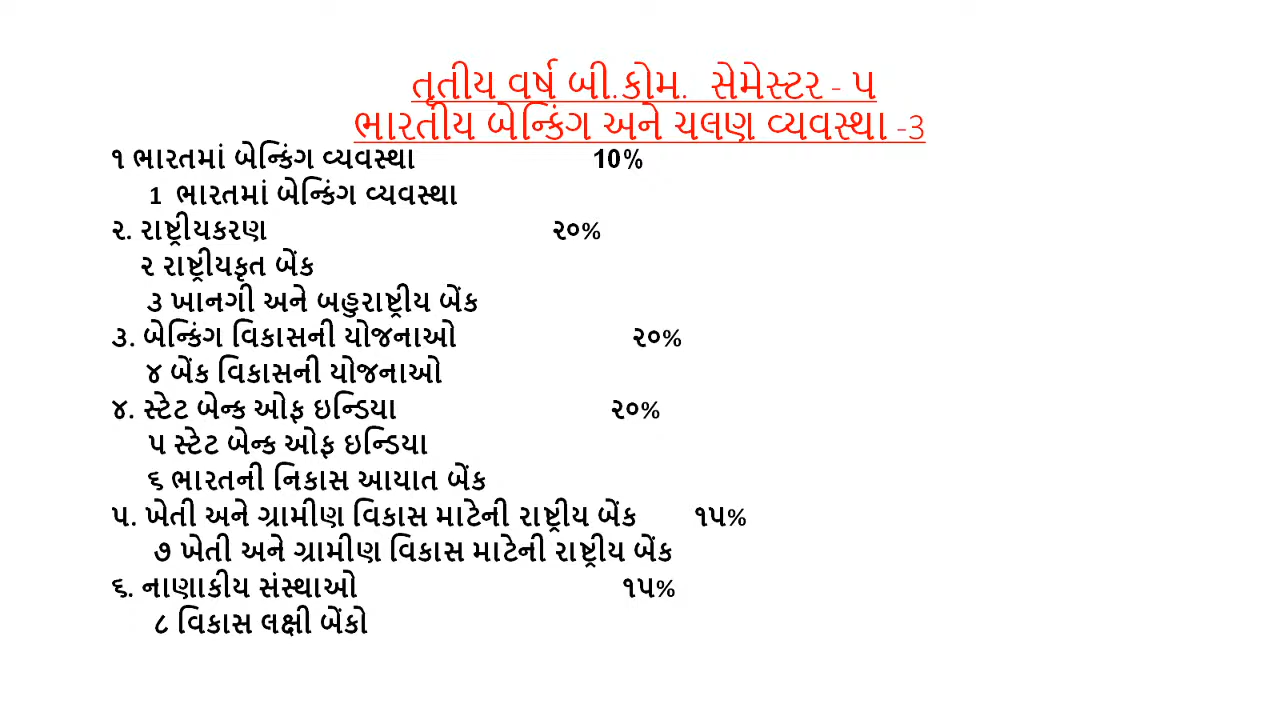 તૃતીય વર્ષ બી.કોમ. સેમેસ્ટર - ૫
ભારતીય બેન્કિંગ અને ચલણ વ્યવસ્થા -3
૧ ભારતમાં બેન્કિંગ વ્યવસ્થા 10%
1 ભારતમાં બેન્કિંગ વ્યવસ્થા
૨. રાષ્ટ્રીયકરણ ૨૦%
૨ રાષ્ટ્રીયકૃત બેંક
૩ ખાનગી અને બહુરાષ્ટ્રીય બેંક
૩. બેન્કિંગ વિકાસની યોજનાઓ ૨૦%
૪ બેંક વિકાસની યોજનાઓ
૪. સ્ટેટ બેન્ક ઓફ ઇન્ડિયા ૨૦%
૫ સ્ટેટ બેન્ક ઓફ ઇન્ડિયા
૬ ભારતની નિકાસ આયાત બેંક
૫. ખેતી અને ગ્રામીણ વિકાસ માટેની રાષ્ટ્રીય બેંક ૧૫%
૭ ખેતી અને ગ્રામીણ વિકાસ માટેની રાષ્ટ્રીય બેંક
૬. નાણાકીય સંસ્થાઓ ૧૫%
૮ વિકાસ લક્ષી બેંકો